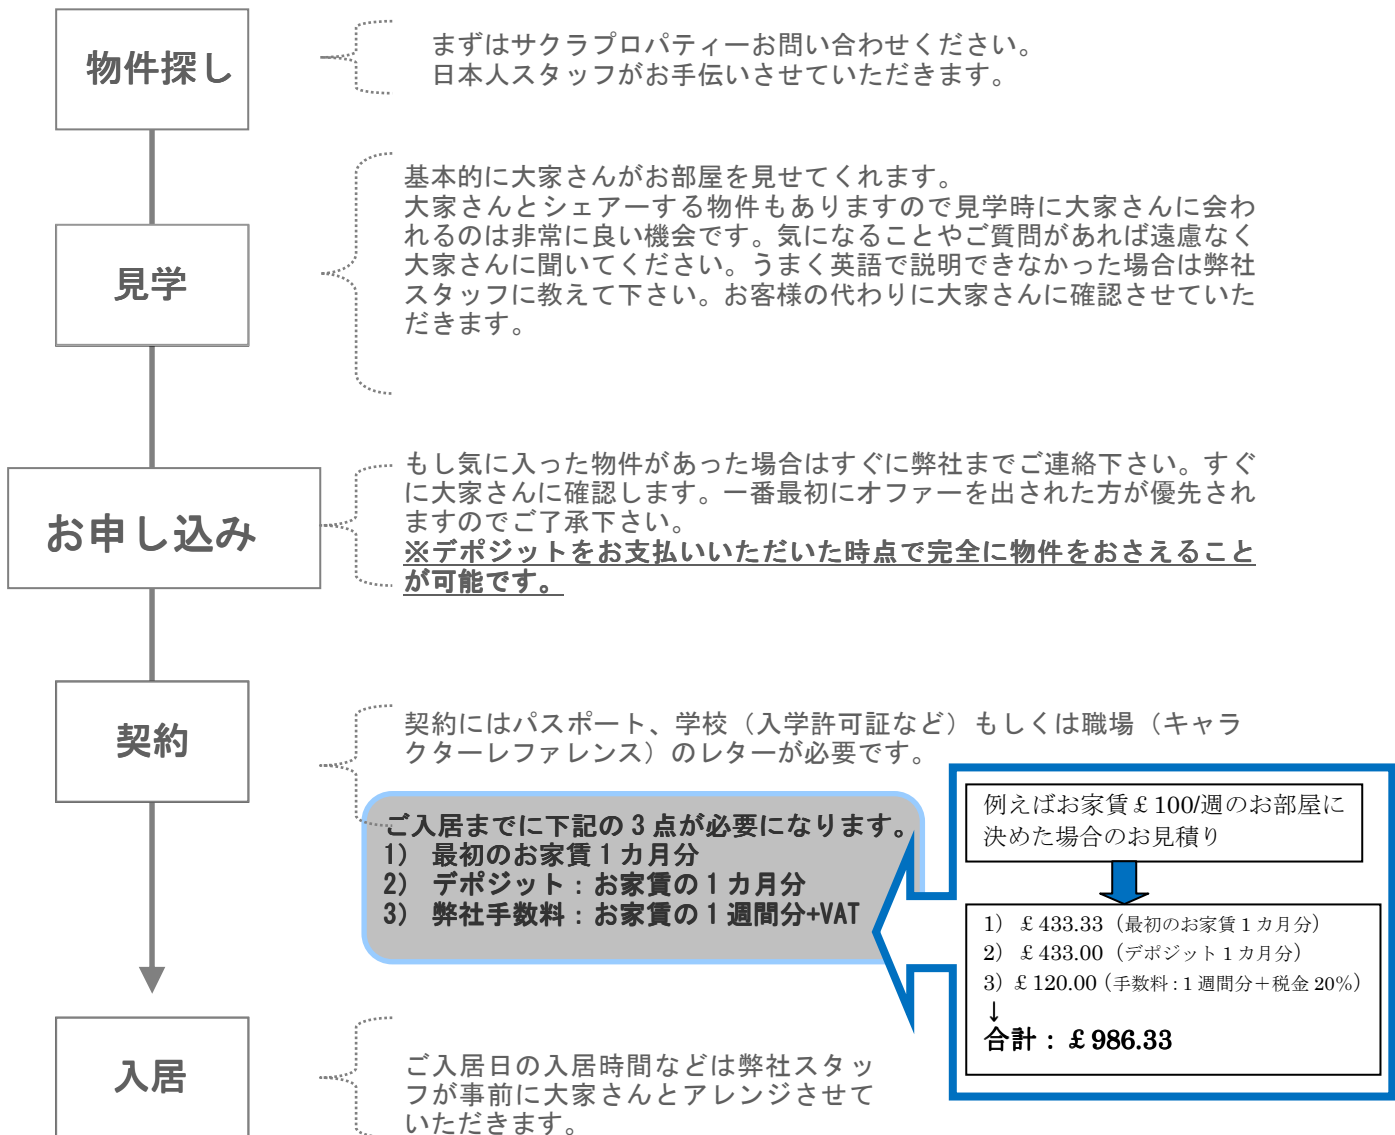 物件探し
まずはサクラプロパティーお問い合わせください。
日本人スタッフがお手伝いさせていただきます。
見学
基本的に大家さんがお部屋を見せてくれます。
大家さんとシェアーする物件もありますので見学時に大家さんに会わ
れるのは非常に良い機会です。気になることやご質問があれば遠慮なく
大家さんに聞いてください。うまく英語で説明できなかった場合は弊社
スタッフに教えて下さい。お客様の代わりに大家さんに確認させていた
だきます。
お申し込み
もし気に入った物件があった場合はすぐに弊社までご連絡下さい。すぐ
に大家さんに確認します。一番最初にオファーを出された方が優先され
ますのでご了承下さい。
※デポジットをお支払いいただいた時点で完全に物件をおさえること
が可能です。
契約
契約にはパスポート、学校（入学許可証など）もしくは職場（キャラ
クターレファレンス）のレターが必要です。
ご入居までに下記の３点が必要になります。
1） 最初のお家賃１カ月分
2） デポジット：お家賃の１カ月分
3） 弊社手数料：お家賃の１週間分+VAT
例えばお家賃￡100/週のお部屋に
決めた場合のお見積り
1） ￡433.33（最初のお家賃１カ月分）
2） ￡433.00（デポジット１カ月分）
3）￡120.00（手数料：1 週間分＋税金 20%）
↓
合計：￡986.33
入居
ご入居日の入居時間などは弊社スタッ
フが事前に大家さんとアレンジさせて
いただきます。